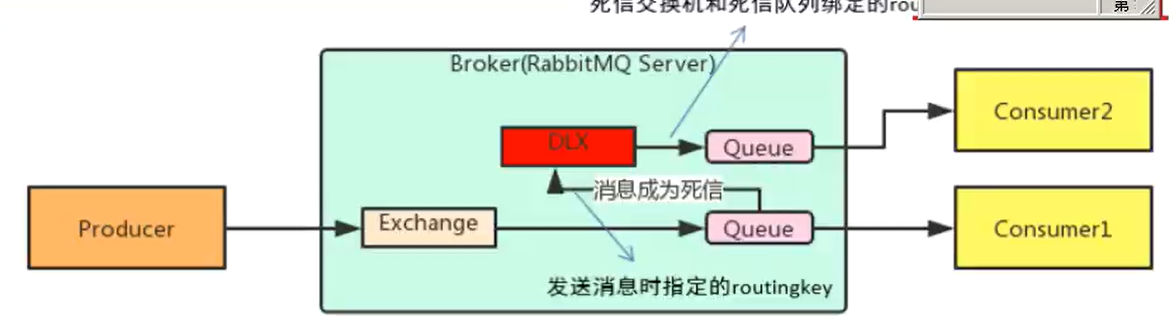 死信交换机和死信队列绑定的rou
第
Broker(RabbitMQ Server)
Consumer2
DLX
Queue
消息成为死信
Producer
Exchange
Queue
Consumer1
发送消息时指定的routingkey